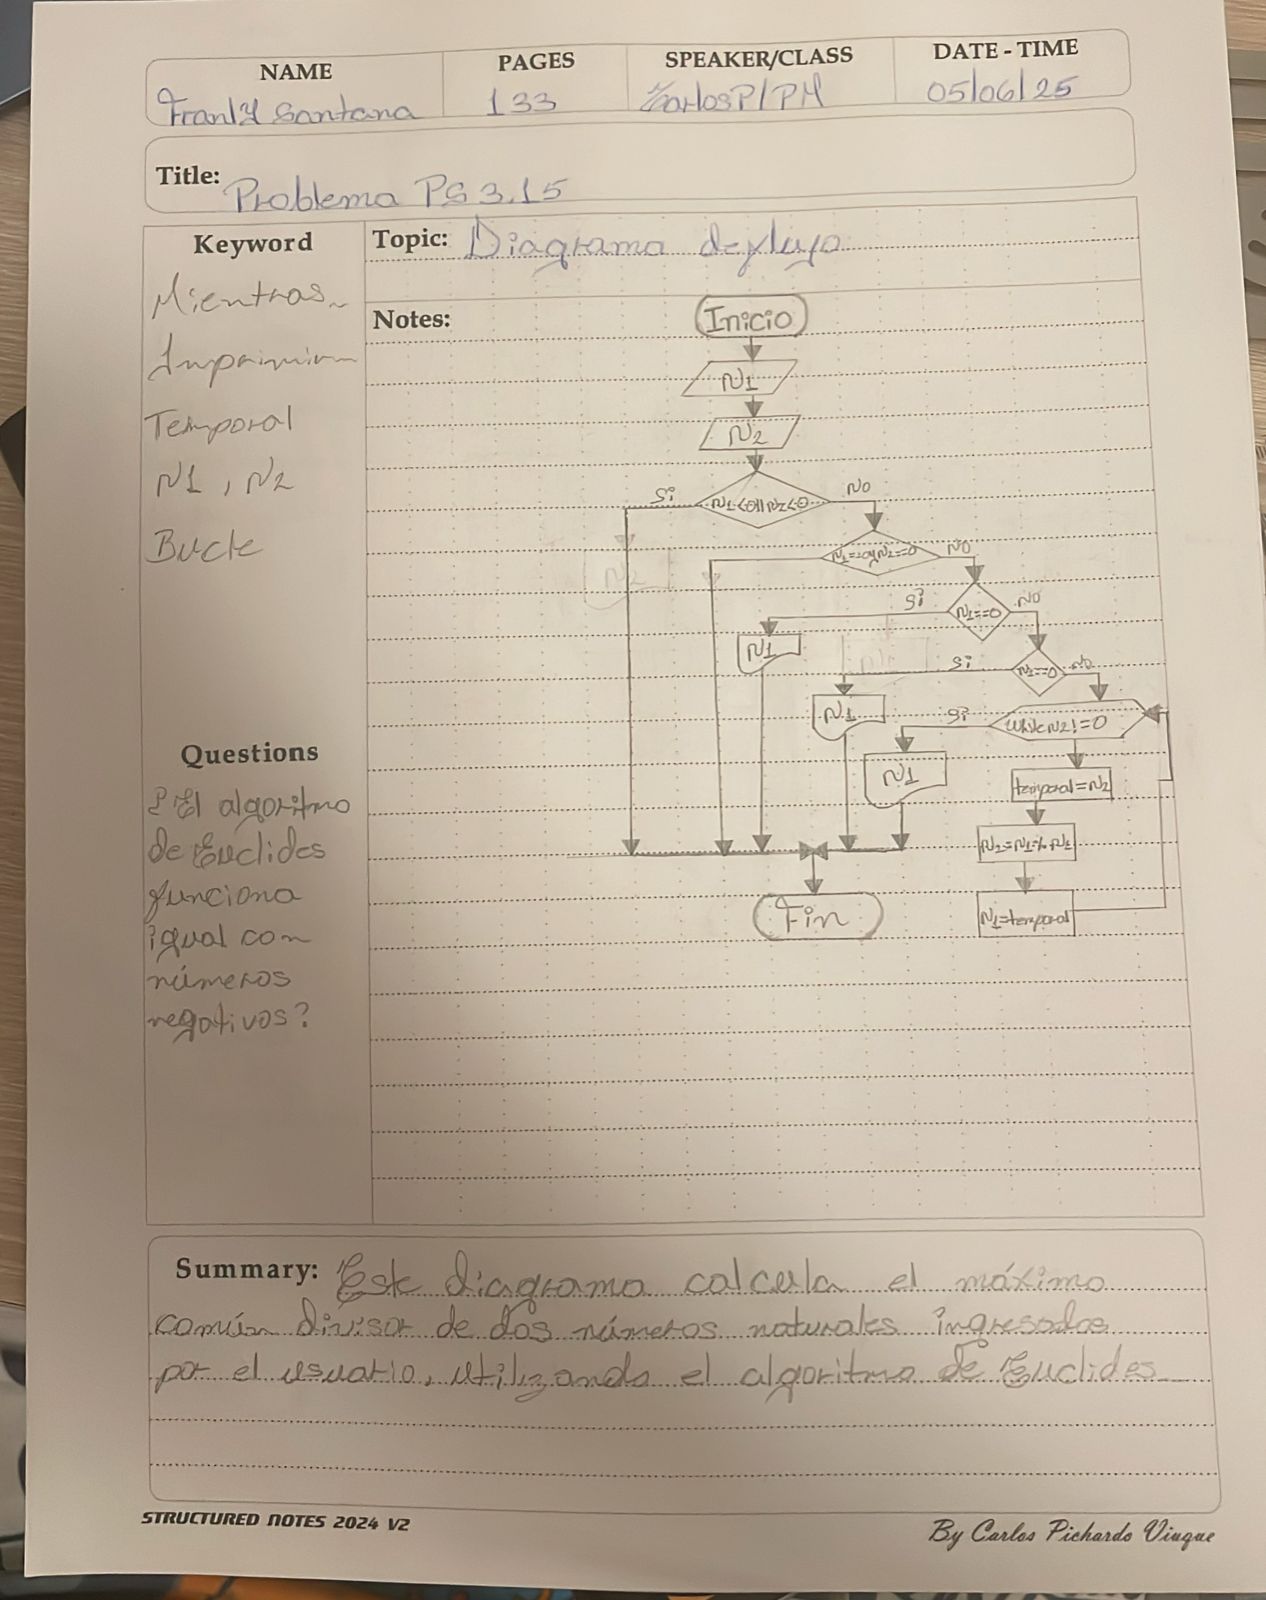 NAME
PAGES
SPEAKER/CLASS
DATE - TIME
Franly Santana
133
CarlosP/PM
05/06/25
Title: Problema PS 3.15
Keyword
Mientras
Imprimir
Temporal
N1, N2
Bucle
Topic: Diagrama de flujo
Notes:
Inicio
N1
N2
Si
N1<0||N2<0
No
N1==0 y N2==0
No
Si
N1==0
No
N1
Si
N2==0
No
N1
Si
While N2!=0
N1
temporal=N2
N2=N1%N1
N1=temporal
Fin
Questions
? El algoritmo
de Euclides
funciona
igual con
números
negativos?
Summary: Este diagrama calcula el máximo
común divisor de dos números naturales ingresados
por el usuario, utilizando el algoritmo de Euclides
STRUCTURED NOTES 2024 V2
By Carlos Pichardo Viuque